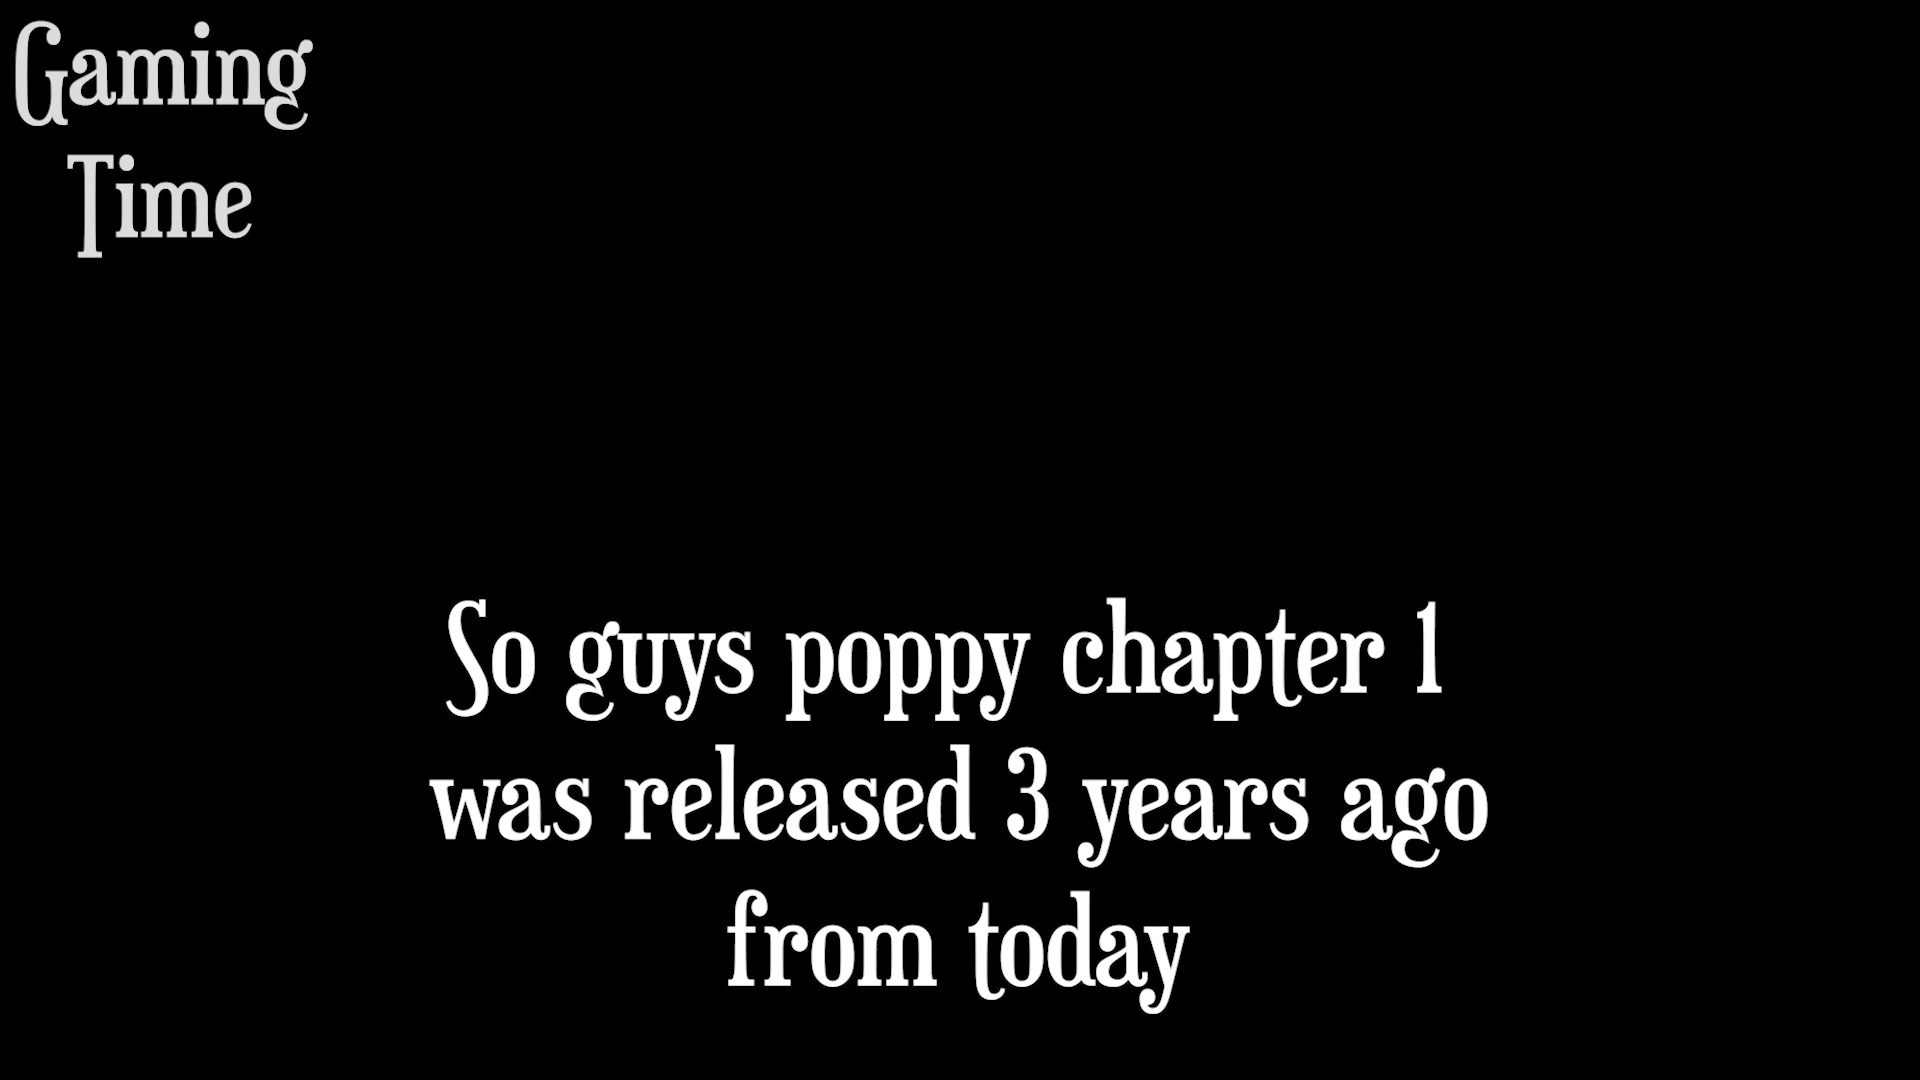 Gaming
Time
So guys poppy chapter 1
was released 3 years ago
from today